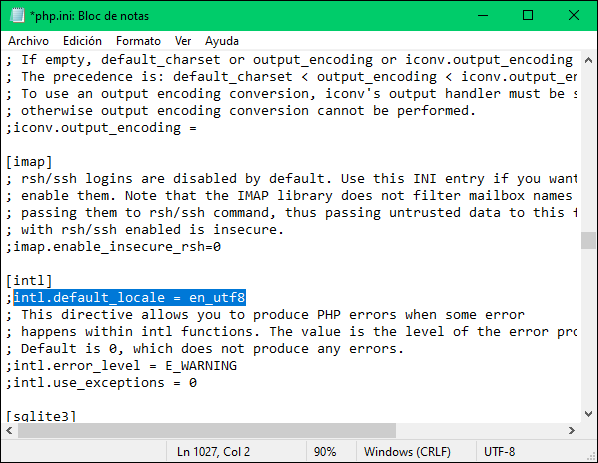 *php.ini: Bloc de notas
Archivo Edición Formato Ver Ayuda
; If empty, default_charset or output_encoding or iconv.output_encoding
; The precedence is: default_charset < output_encoding < iconv.output_en
; To use an output encoding conversion, iconv's output handler must be s
; otherwise output encoding conversion cannot be performed.
;iconv.output_encoding =
[imap]
; rsh/ssh logins are disabled by default. Use this INI entry if you want
; enable them. Note that the IMAP library does not filter mailbox names
; passing them to rsh/ssh command, thus passing untrusted data to this f
; with rsh/ssh enabled is insecure.
;imap.enable_insecure_rsh=0
[intl]
;intl.default_locale = en_utf8
; This directive allows you to produce PHP errors when some error
; happens within intl functions. The value is the level of the error pro
; Default is 0, which does not produce any errors.
;intl.error_level = E_WARNING
;intl.use_exceptions = 0
[sqlite3]
Ln 1027, Col 2 90% Windows (CRLF) UTF-8